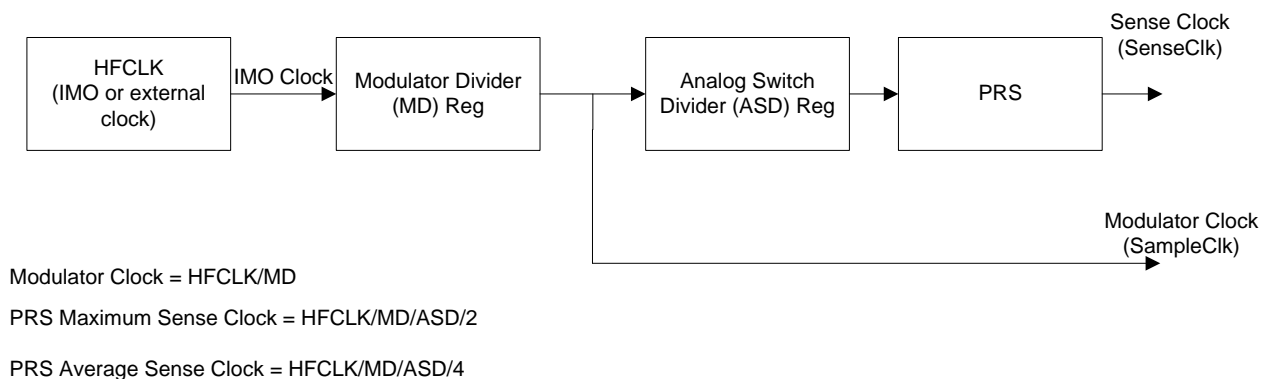 HFCLK
(IMO or external
clock)
IMO Clock
Modulator Divider
(MD) Reg
Analog Switch
Divider (ASD) Reg
PRS
Sense Clock
(SenseClk)
Modulator Clock
(SampleClk)
Modulator Clock = HFCLK/MD
PRS Maximum Sense Clock = HFCLK/MD/ASD/2
PRS Average Sense Clock = HFCLK/MD/ASD/4